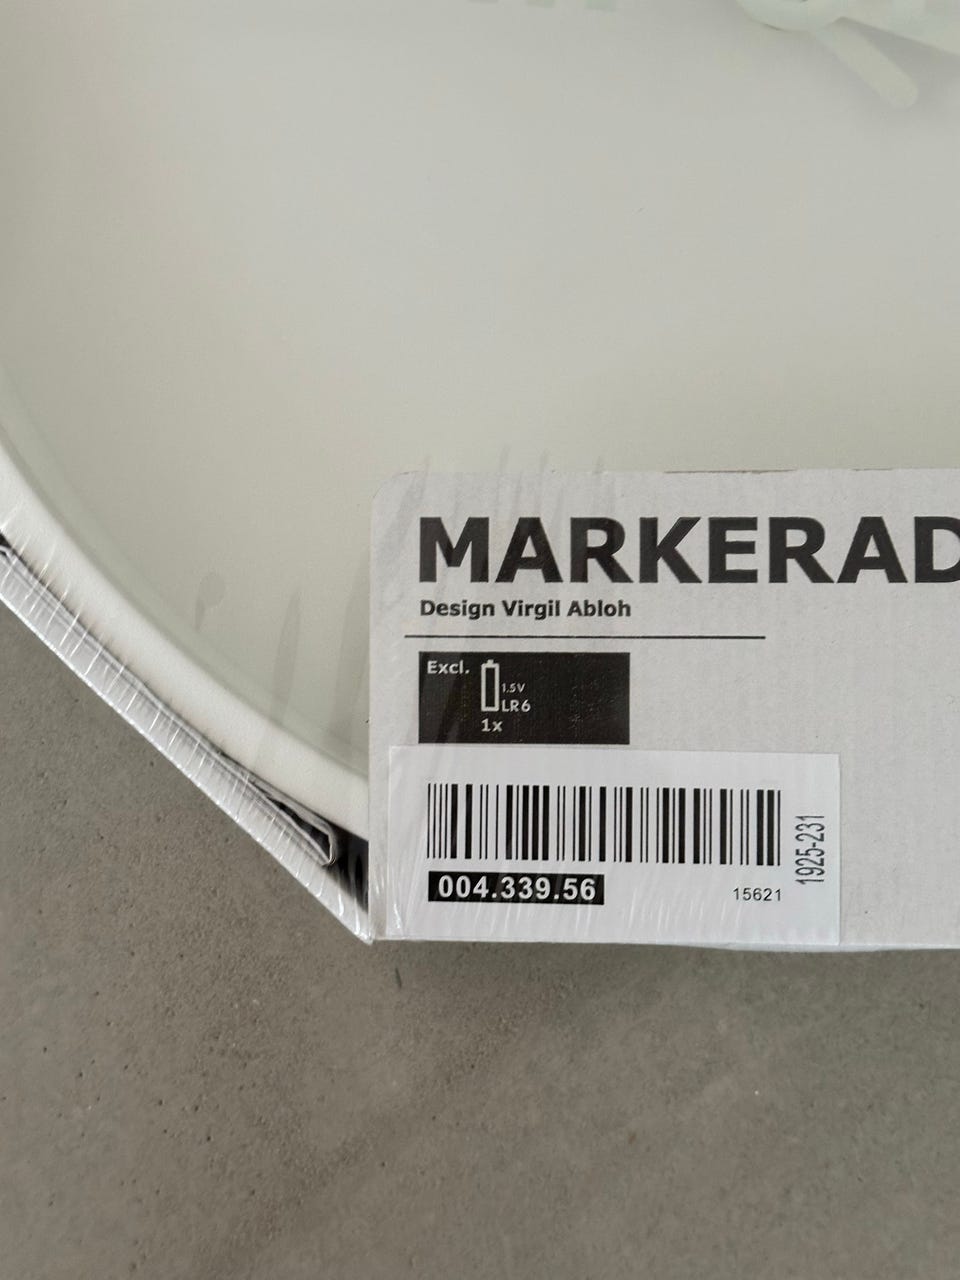 MARKERAD
Design Virgil Abloh
Excl.
1.5V
LR6
1x
1925-231
004.339.56
15621